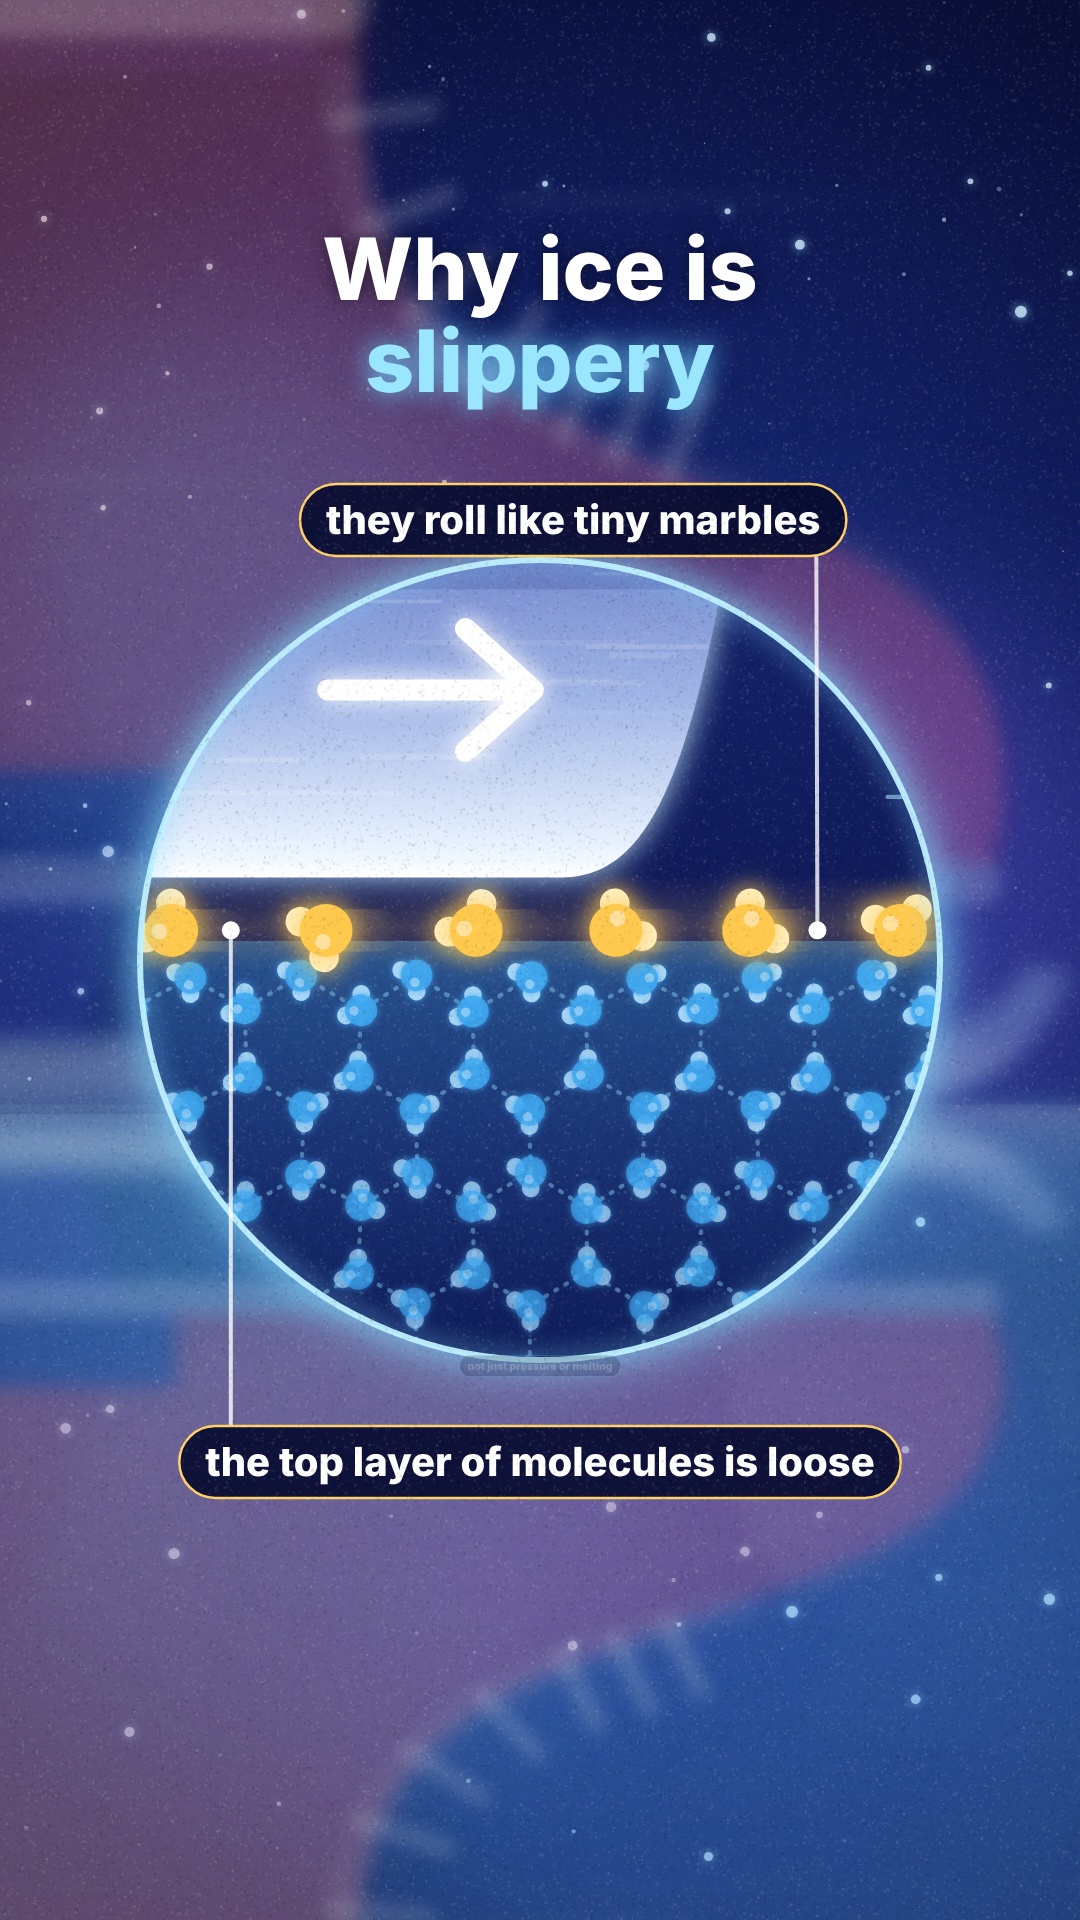 Why ice is
slippery
they roll like tiny marbles
not just pressure or melting
the top layer of molecules is loose